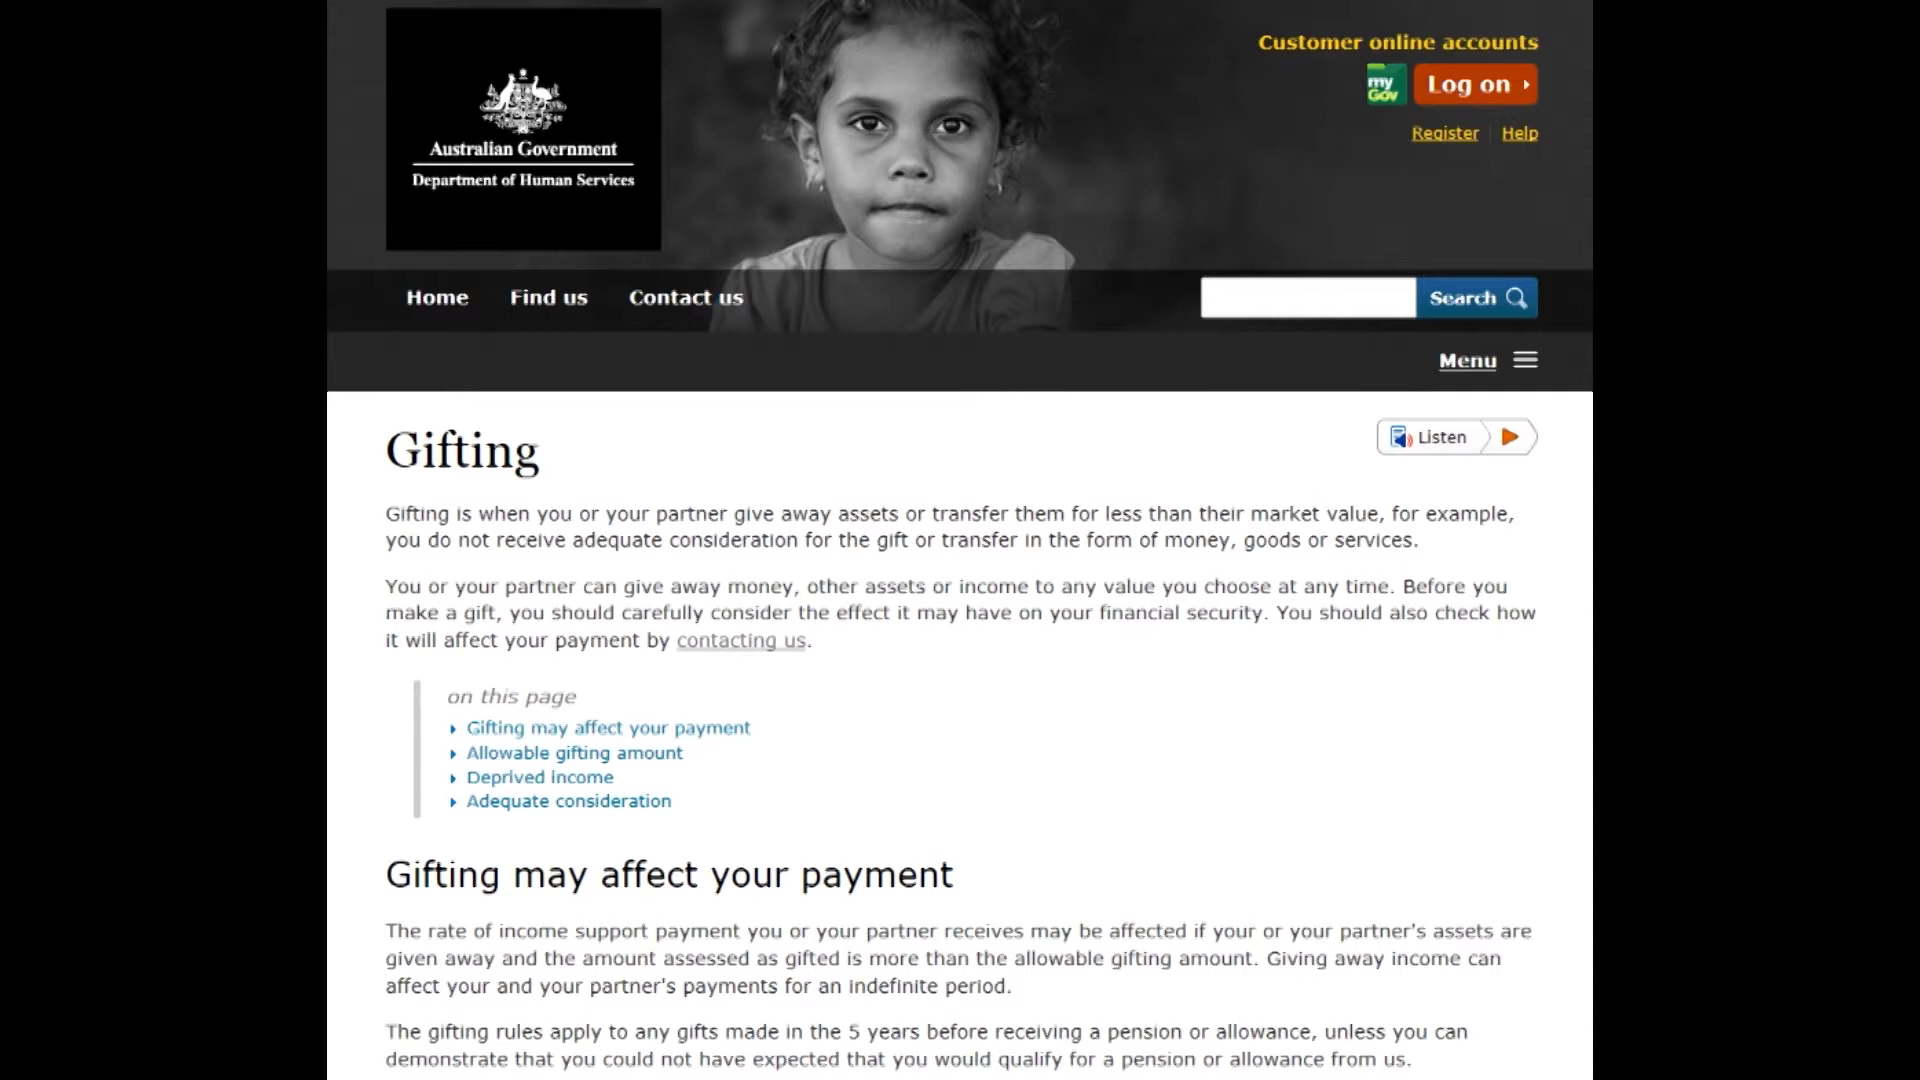 Australian Government
Department of Human Services
Customer online accounts
my
Gov
Log on
Register
Help
Home
Find us
Contact us
Search
Menu
Gifting
Listen
Gifting is when you or your partner give away assets or transfer them for less than their market value, for example,
you do not receive adequate consideration for the gift or transfer in the form of money, goods or services.
You or your partner can give away money, other assets or income to any value you choose at any time. Before you
make a gift, you should carefully consider the effect it may have on your financial security. You should also check how
it will affect your payment by contacting us.
on this page
Gifting may affect your payment
Allowable gifting amount
Deprived income
Adequate consideration
Gifting may affect your payment
The rate of income support payment you or your partner receives may be affected if your or your partner's assets are
given away and the amount assessed as gifted is more than the allowable gifting amount. Giving away income can
affect your and your partner's payments for an indefinite period.
The gifting rules apply to any gifts made in the 5 years before receiving a pension or allowance, unless you can
demonstrate that you could not have expected that you would qualify for a pension or allowance from us.